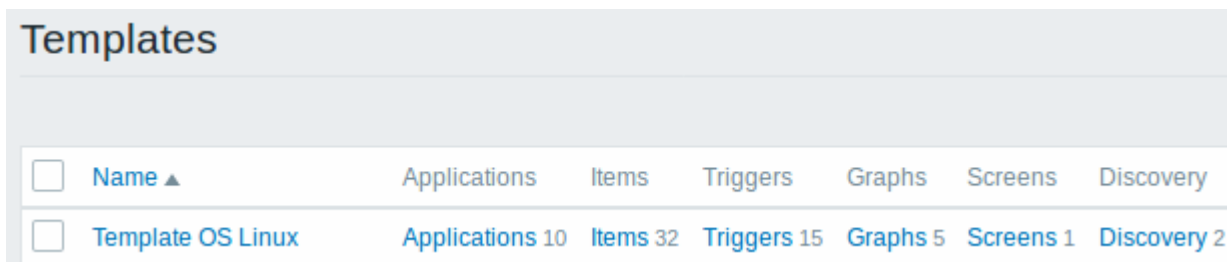 Templates
Name ▲ Applications Items Triggers Graphs Screens Discovery
Template OS Linux Applications 10 Items 32 Triggers 15 Graphs 5 Screens 1 Discovery 2